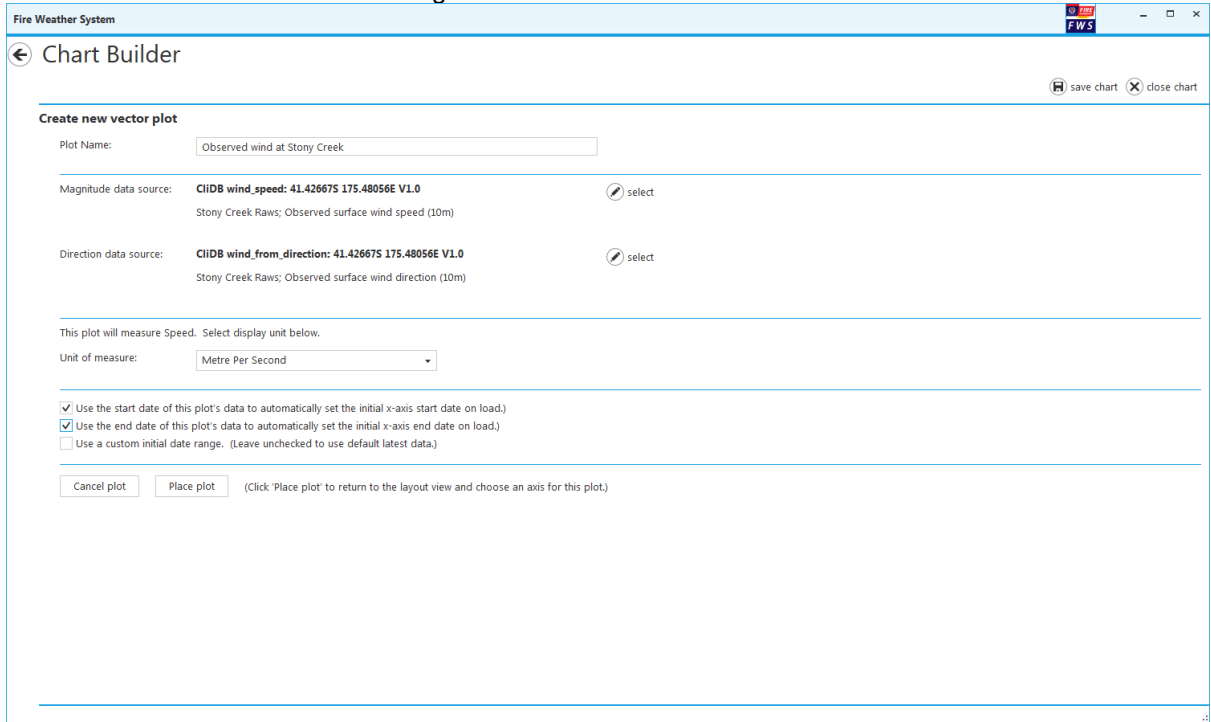 Fire Weather System
FIRE
FWS
Chart Builder
save chart close chart
Create new vector plot
Plot Name: Observed wind at Stony Creek
Magnitude data source: CliDB wind_speed: 41.42667S 175.48056E V1.0 select
Stony Creek Raws; Observed surface wind speed (10m)
Direction data source: CliDB wind_from_direction: 41.42667S 175.48056E V1.0 select
Stony Creek Raws; Observed surface wind direction (10m)
This plot will measure Speed. Select display unit below.
Unit of measure: Metre Per Second
Use the start date of this plot's data to automatically set the initial x-axis start date on load.)
Use the end date of this plot's data to automatically set the initial x-axis end date on load.)
Use a custom initial date range. (Leave unchecked to use default latest data.)
Cancel plot Place plot (Click 'Place plot' to return to the layout view and choose an axis for this plot.)